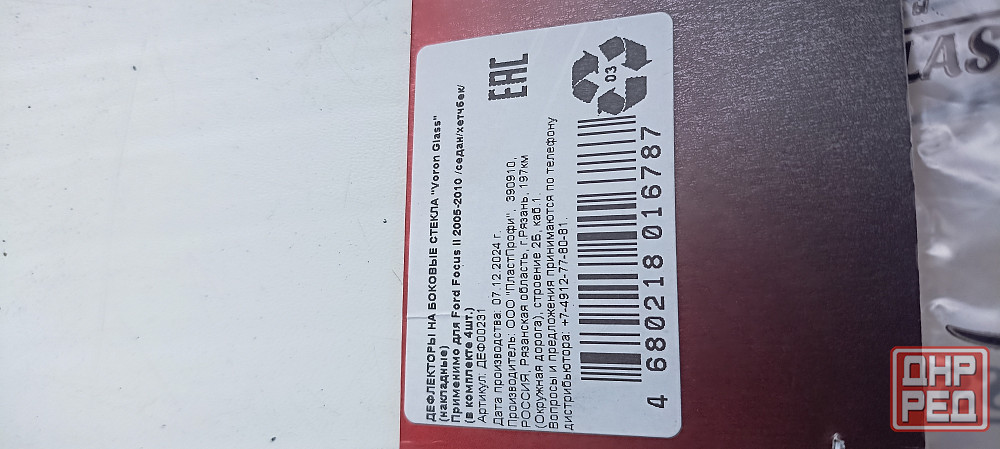 ДЕФЛЕКТОРЫ НА БОКОВЫЕ СТЕКЛА "Voron Glass"
(накладные)
Применимо для Ford Focus II 2005-2010 /седан/хетчбек/
(в комплекте 4шт.)
Артикул: ДЕФ00231
Дата производства: 07.12.2024 г.
Производитель: ООО "ПластПрофи", 390910,
РОССИЯ, Рязанская область, г.Рязань, 197км
(Окружная дорога), строение 2Б, каб.1.
Вопросы и предложения принимаются по телефону
дистрибьютора: +7-4912-77-80-81.
EAC
03
4 680218 016787
LAS
ДНР
РЕД